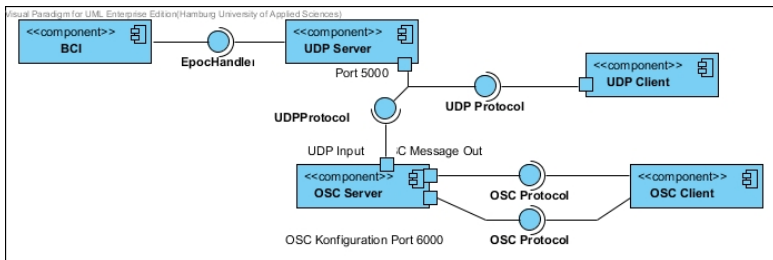 Visual Paradigm for UML Enterprise Edition(Hamburg University of Applied Sciences)
<<component>>
BCI
EpocHandler
<<component>>
UDP Server
Port 5000
<<component>>
UDP Client
UDP Protocol
UDPProtocol
UDP Input
C Message Out
<<component>>
OSC Server
OSC Protocol
<<component>>
OSC Client
OSC Konfiguration Port 6000
OSC Protocol